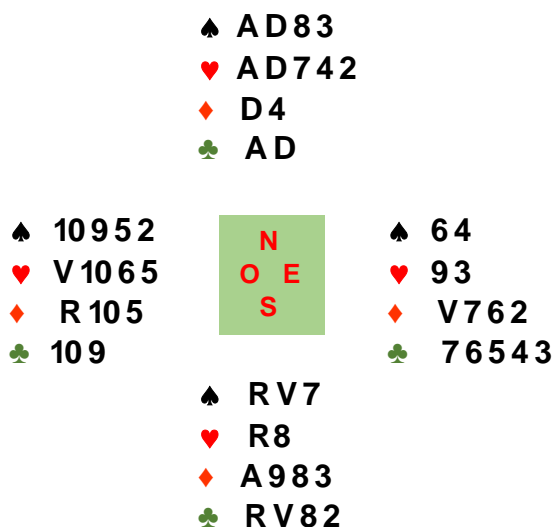 ♠ A D 8 3
♥ A D 7 4 2
♦ D 4
♣ A D
♠ 10 9 5 2
♥ V 10 6 5
♦ R 10 5
♣ 10 9
N
O E
S
♠ 6 4
♥ 9 3
♦ V 7 6 2
♣ 7 6 5 4 3
♠ R V 7
♥ R 8
♦ A 9 8 3
♣ R V 8 2